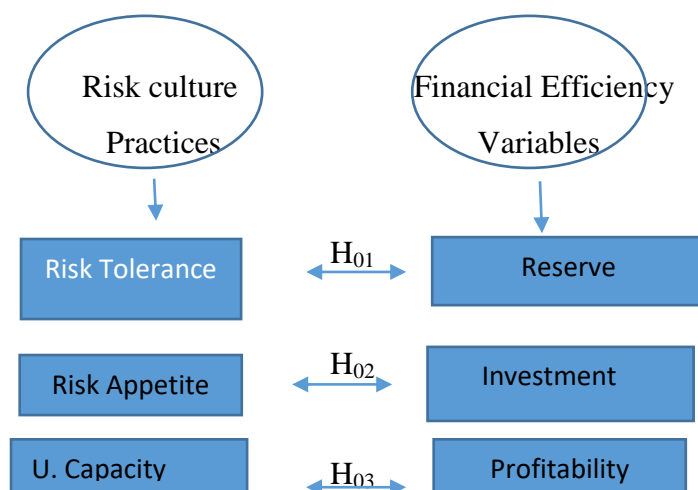 Risk culture
Practices
Financial Efficiency
Variables
Risk Tolerance
H01
Reserve
Risk Appetite
H02
Investment
U. Capacity
H03
Profitability